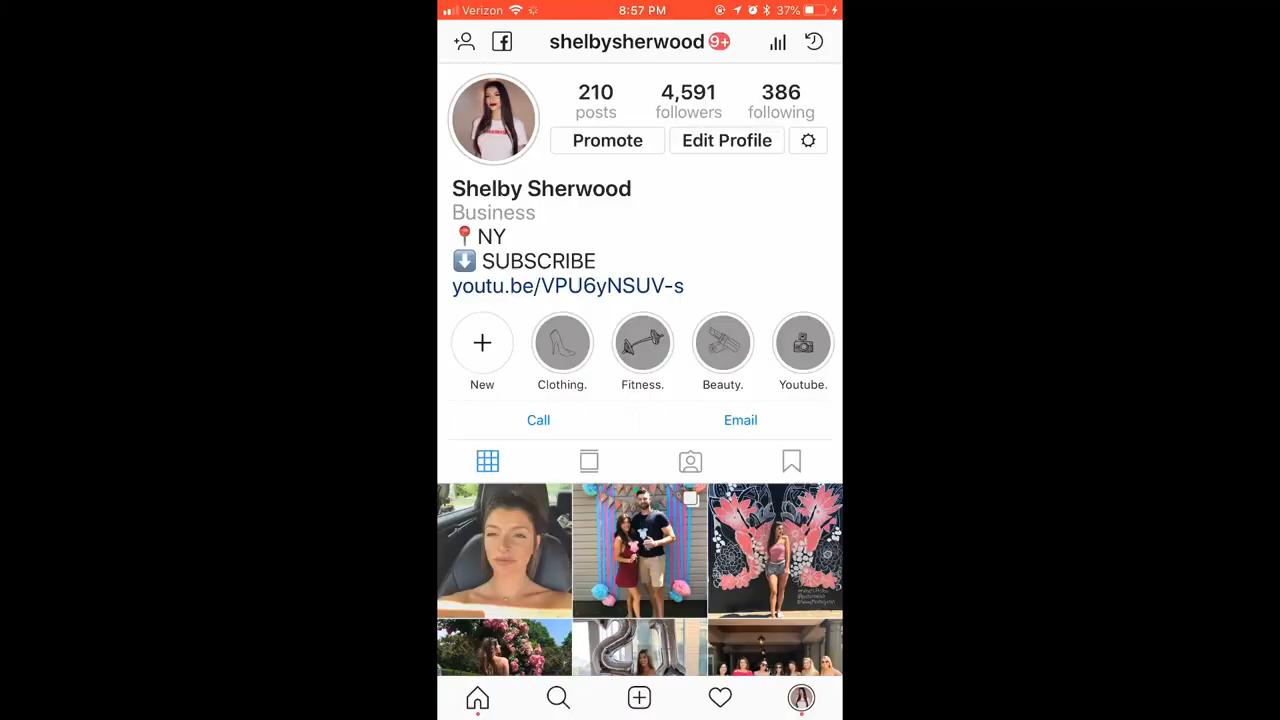 Verizon 8:57 PM 37%
shelbysherwood 9+
210 4,591 386
posts followers following
Promote Edit Profile
Shelby Sherwood
Business
📍NY
⬇️ SUBSCRIBE
youtu.be/VPU6yNSUV-s
New Clothing. Fitness. Beauty. Youtube.
Call Email
21